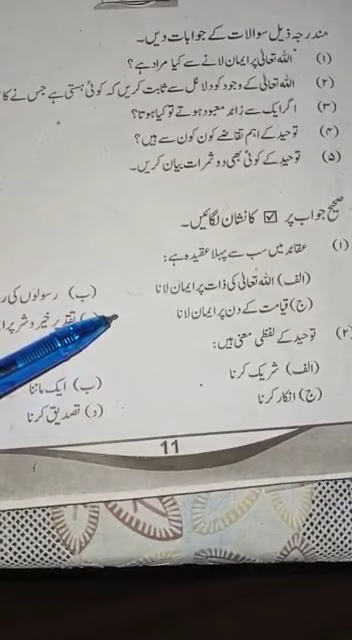 مندرجہ ذیل سوالات کے جوابات دیں۔
(۱) اللہ تعالیٰ پر ایمان لانے سے کیا مراد ہے؟
(۲) اللہ تعالیٰ کے وجود کو دلائل سے ثابت کریں کہ کوئی ہستی ہے جس نے کا
(۳) اگر ایک سے زائد معبود ہوتے تو کیا ہوتا؟
(۴) توحید کے اہم تقاضے کون کون سے ہیں؟
(۵) توحید کے کوئی بھی دو ثمرات بیان کریں۔
صحیح جواب پر ☑ کا نشان لگائیں۔
(۱) عقائد میں سب سے پہلا عقیدہ ہے:
(الف) اللہ تعالیٰ کی ذات پر ایمان لانا (ب) رسولوں کی
(ج) قیامت کے دن پر ایمان لانا تقدیر خیر و شر پر
(۲) توحید کے لفظی معنی ہیں:
(الف) شریک کرنا (ب) ایک ماننا
(ج) انکار کرنا (د) تصدیق کرنا
11